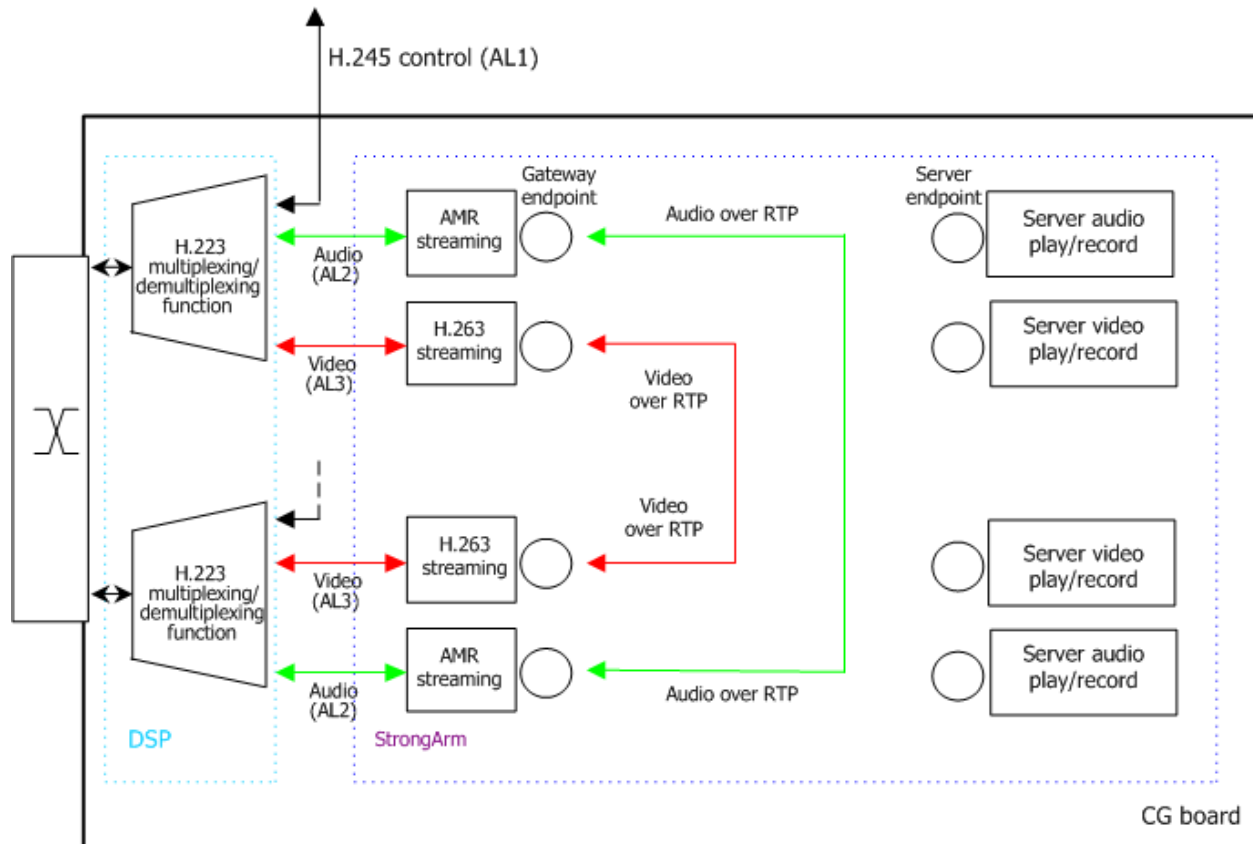 H.245 control (AL1)
Gateway
endpoint
Server
endpoint
H.223
multiplexing/
demultiplexing
function
Audio
(AL2)
AMR
streaming
Audio over RTP
Server audio
play/record
Video
(AL3)
H.263
streaming
Video
over RTP
Server video
play/record
H.223
multiplexing/
demultiplexing
function
Video
(AL3)
H.263
streaming
Video
over RTP
Server video
play/record
Audio
(AL2)
AMR
streaming
Audio over RTP
Server audio
play/record
DSP
StrongArm
CG board